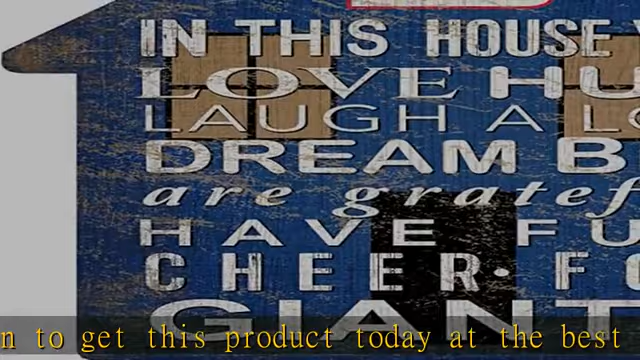 IN THIS HOUSE
LOVE HU
LAUGH A LO
DREAM B
are gratef
HAVE FU
CHEER· FO
GIANT
n to get this product today at the best